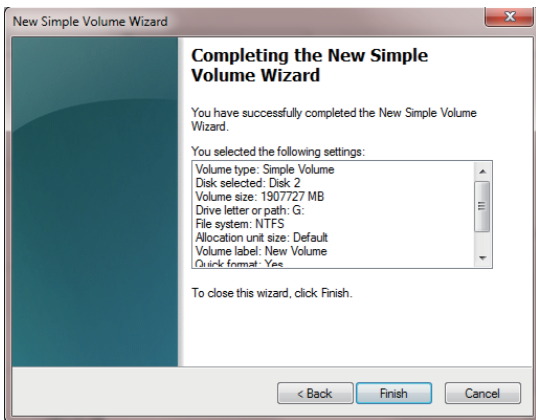 New Simple Volume Wizard
Completing the New Simple
Volume Wizard
You have successfully completed the New Simple Volume
Wizard.
You selected the following settings:
Volume type: Simple Volume
Disk selected: Disk 2
Volume size: 1907727 MB
Drive letter or path: G:
File system: NTFS
Allocation unit size: Default
Volume label: New Volume
Quick format: Yes
To close this wizard, click Finish.
< Back
Finish
Cancel